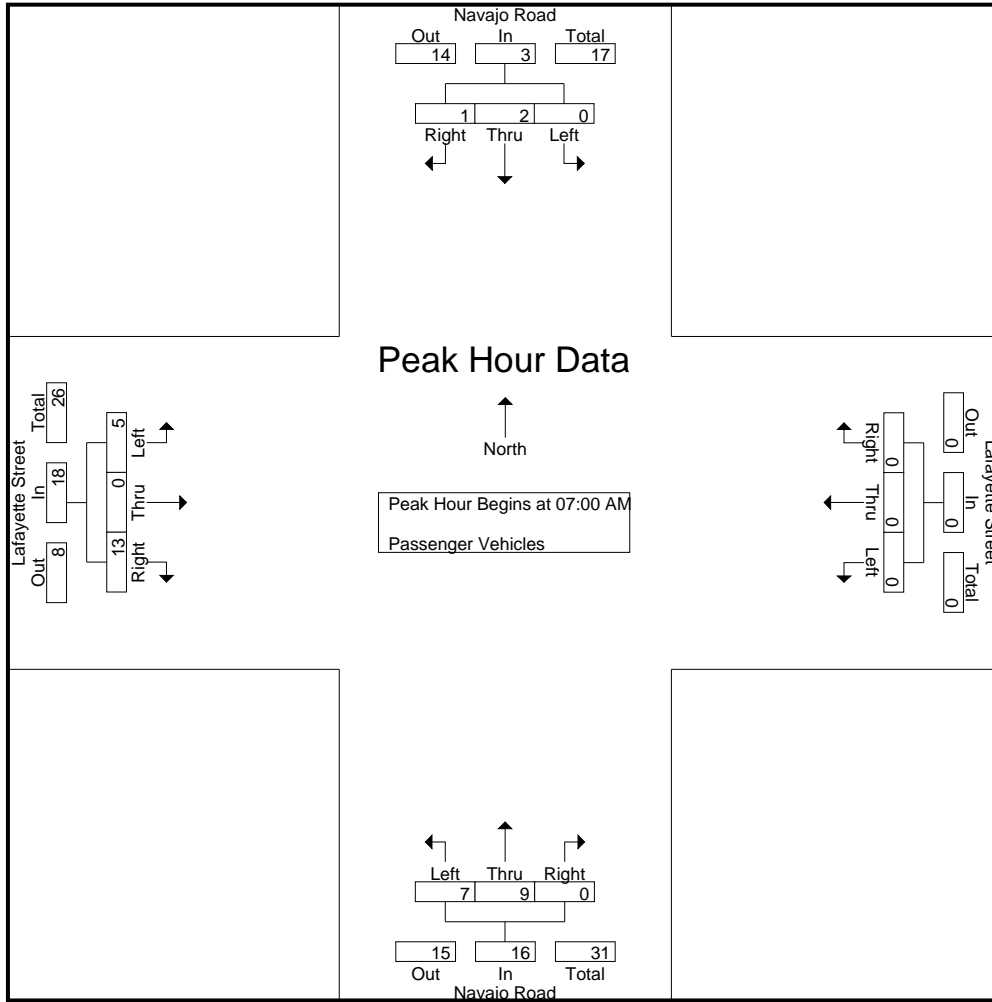 Navajo Road
Out In Total
14 3 17
1 2 0
Right Thru Left
Peak Hour Data
North
Peak Hour Begins at 07:00 AM
Passenger Vehicles
Lafayette Street
Total In Out
26 18 8
5 0 13
Left Thru Right
Lafayette Street
Out In Total
0 0 0
Right Thru Left
0 0 0
Left Thru Right
7 9 0
15 16 31
Out In Total
Navajo Road